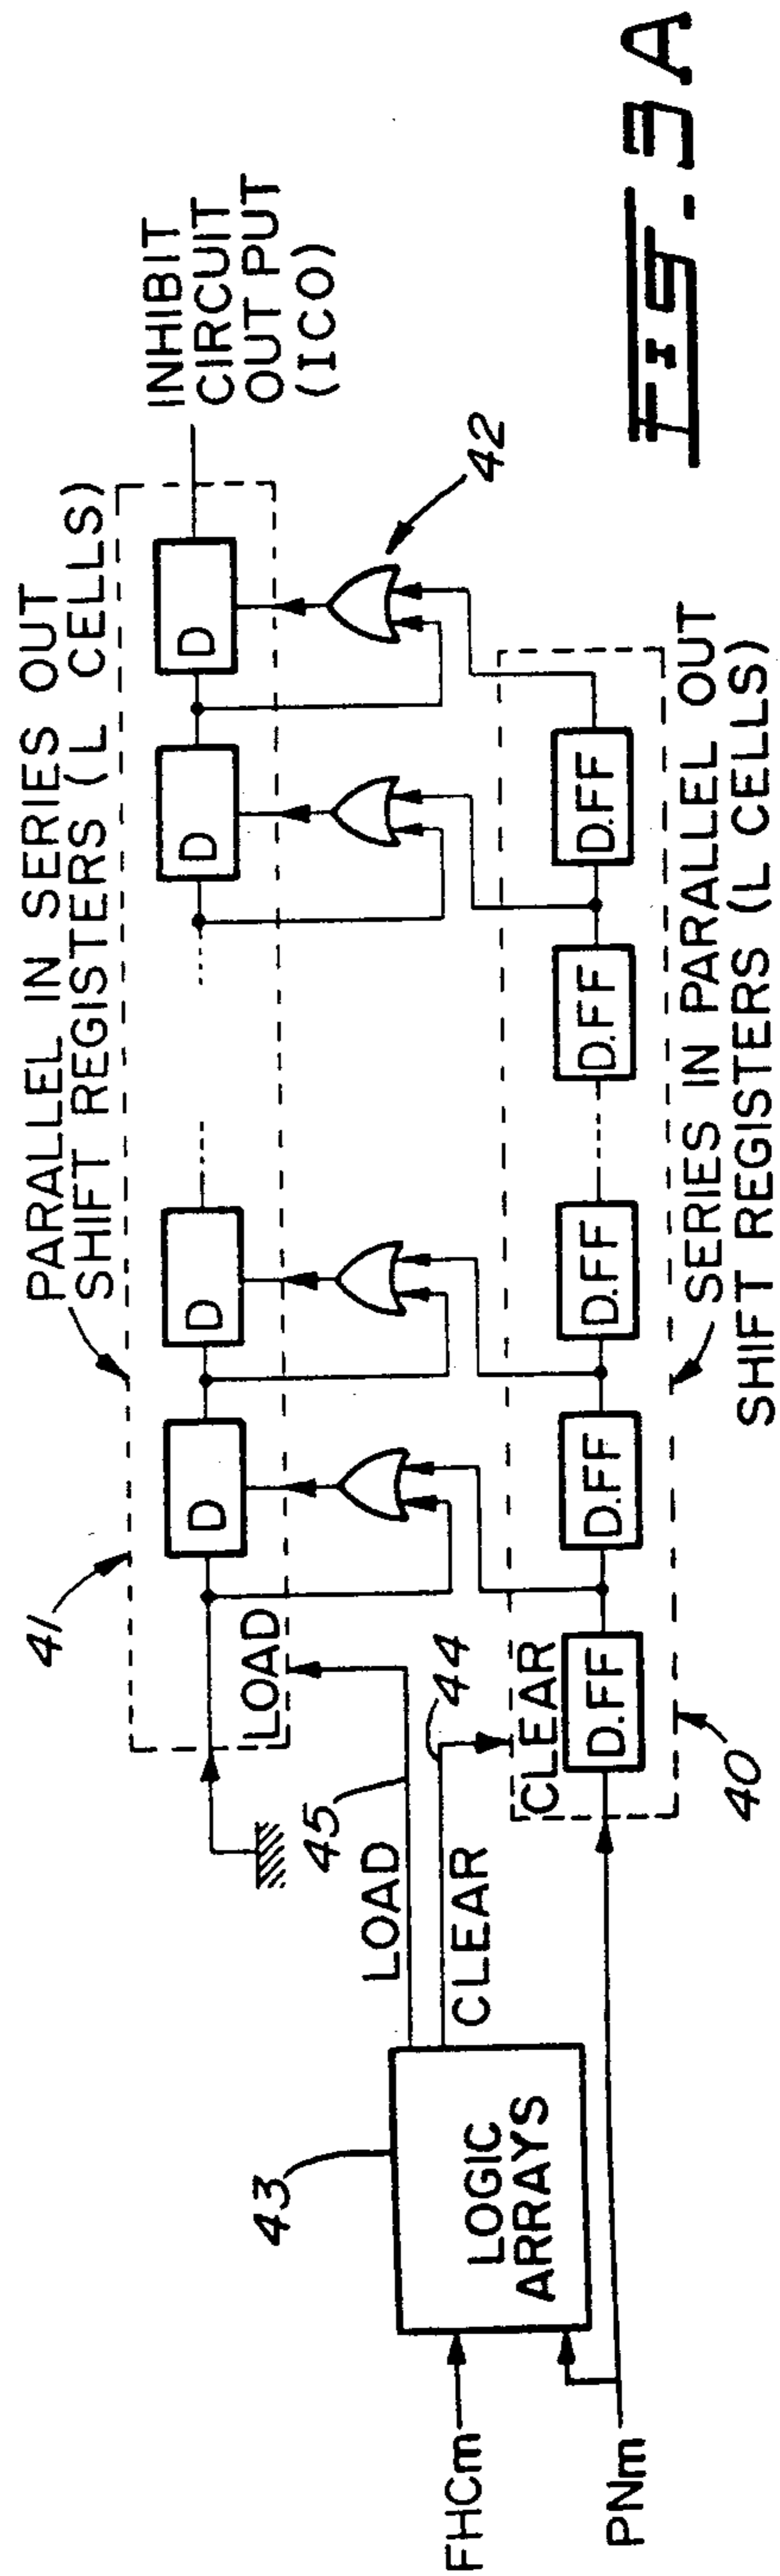 PARALLEL IN SERIES OUT
SHIFT REGISTERS (L CELLS)
41
LOAD
D
D
D
D
INHIBIT
CIRCUIT
OUT PUT
(ICO)
42
45
LOAD
44
CLEAR
CLEAR
43
LOGIC
ARRAYS
FHCm
PNm
D.FF
D.FF
D.FF
D.FF
D.FF
40
SERIES IN PARALLEL OUT
SHIFT REGISTERS (L CELLS)
FIG-3A